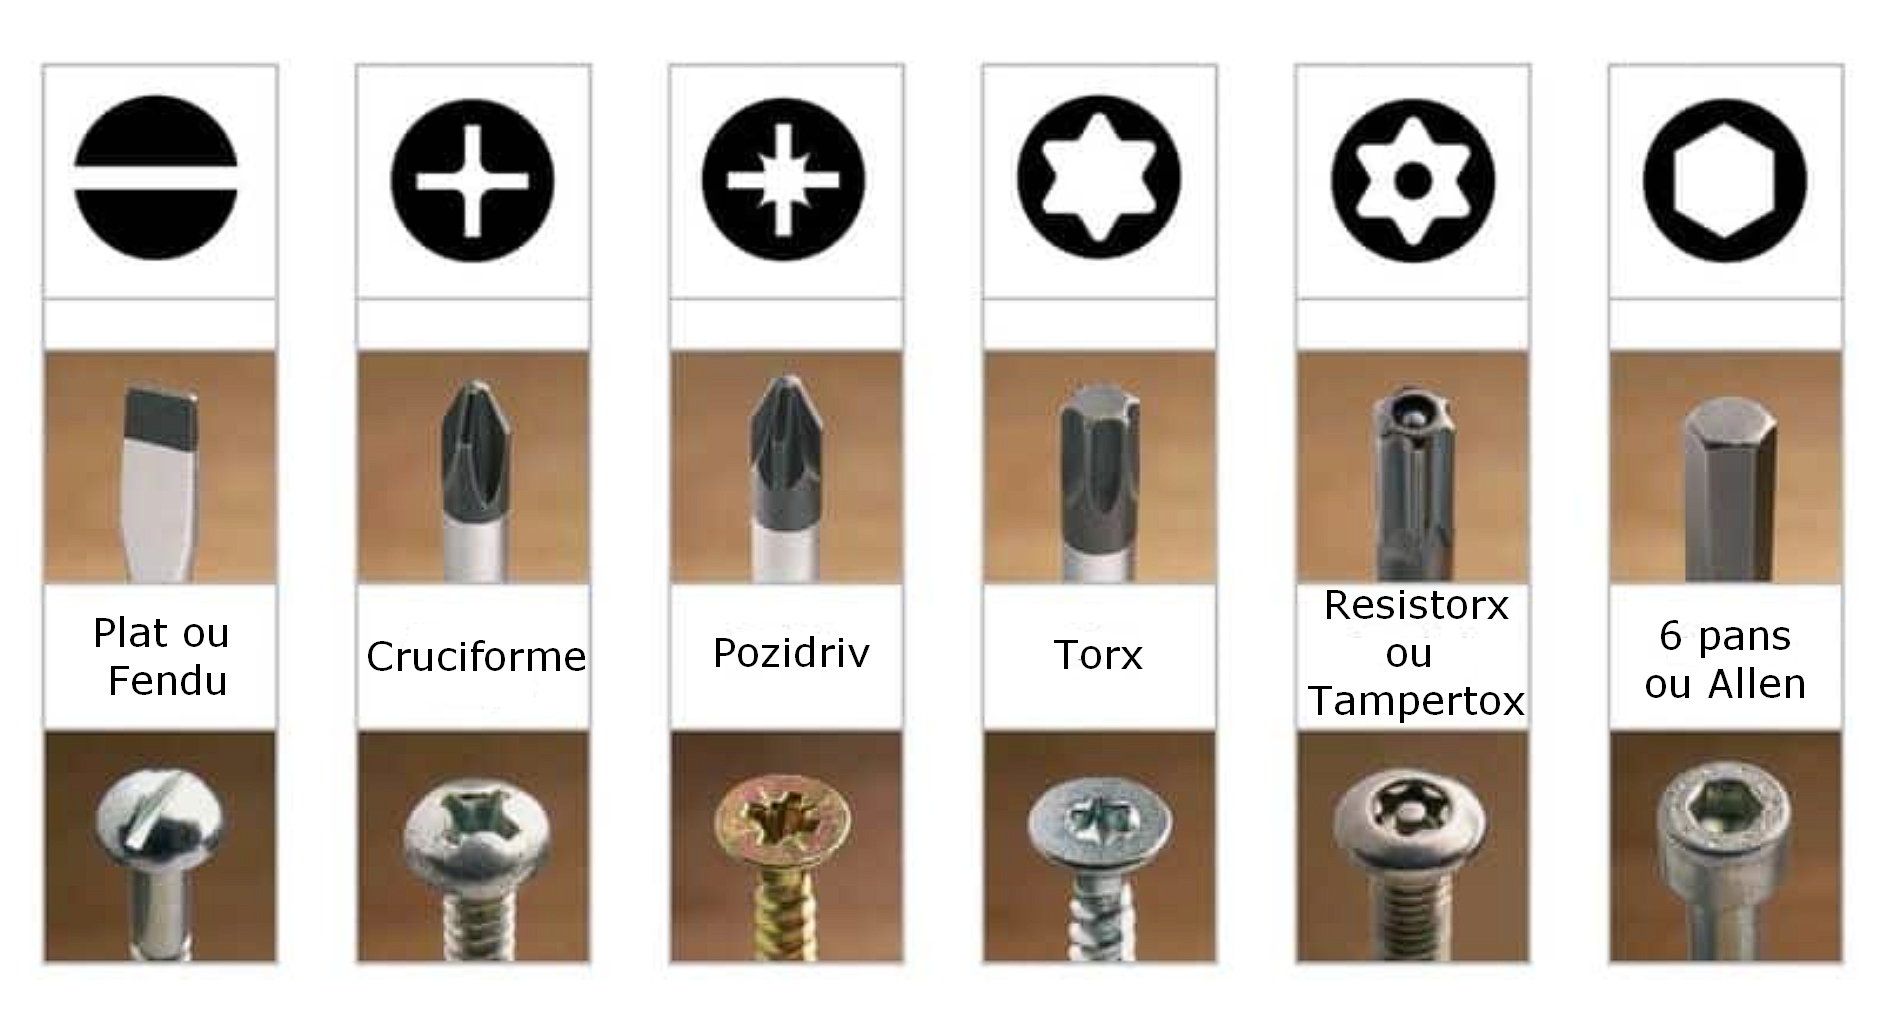 Plat ou
Fendu
Cruciforme
Pozidriv
Torx
Resistorx
ou
Tampertox
6 pans
ou Allen